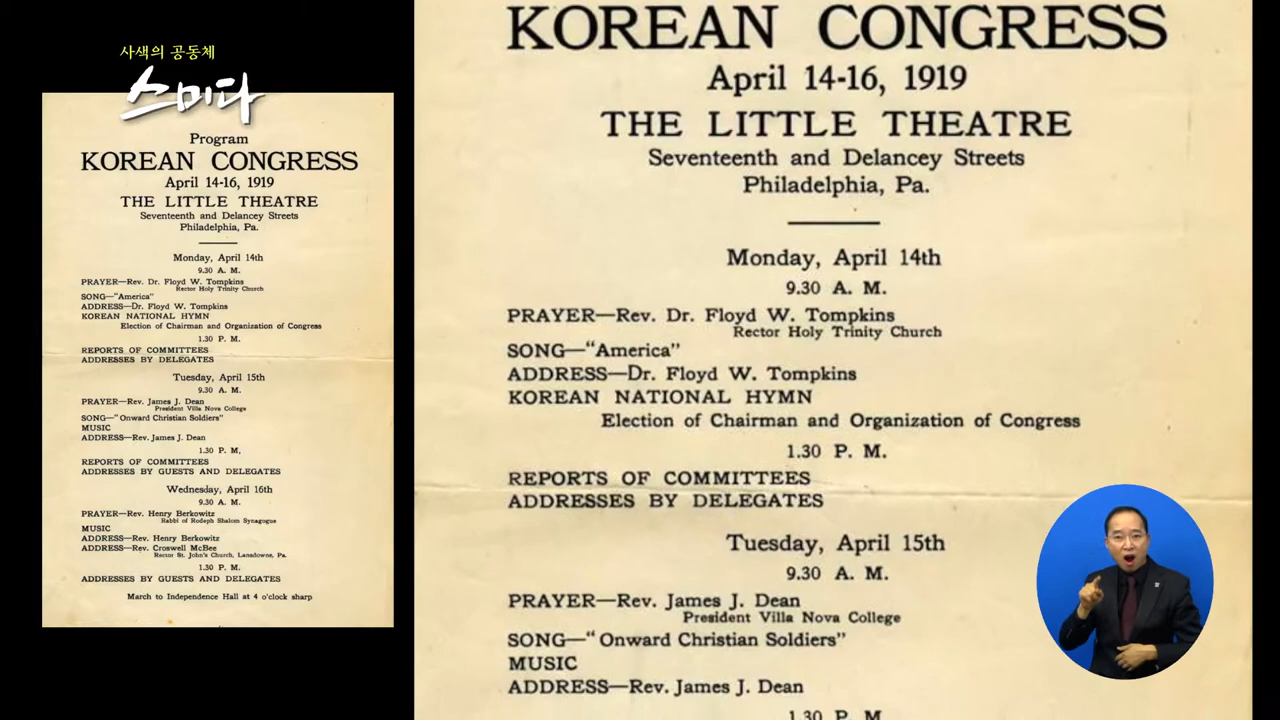 사색의 공동체
스미다
Program
KOREAN CONGRESS
April 14-16, 1919
THE LITTLE THEATRE
Seventeenth and Delancey Streets
Philadelphia, Pa.
Monday, April 14th
9.30 A. M.
PRAYER—Rev. Dr. Floyd W. Tompkins
Rector Holy Trinity Church
SONG—"America"
ADDRESS—Dr. Floyd W. Tompkins
KOREAN NATIONAL HYMN
Election of Chairman and Organization of Congress
1.30 P. M.
REPORTS OF COMMITTEES
ADDRESSES BY DELEGATES
Tuesday, April 15th
9.30 A. M.
PRAYER—Rev. James J. Dean
President Villa Nova College
SONG—"Onward Christian Soldiers"
MUSIC
ADDRESS—Rev. James J. Dean
1.30 P. M,
REPORTS OF COMMITTEES
ADDRESSES BY GUESTS AND DELEGATES
Wednesday, April 16th
9.30 A. M.
PRAYER—Rev. Henry Berkowitz
Rabbi of Rodeph Shalom Synagogue
MUSIC
ADDRESS—Rev. Henry Berkowitz
ADDRESS—Rev. Croswell McBee
Rector St. John's Church, Lansdowne, Pa.
1.30 P. M.
ADDRESSES BY GUESTS AND DELEGATES
March to Independence Hall at 4 o'clock sharp
KOREAN CONGRESS
April 14-16, 1919
THE LITTLE THEATRE
Seventeenth and Delancey Streets
Philadelphia, Pa.
Monday, April 14th
9.30 A. M.
PRAYER—Rev. Dr. Floyd W. Tompkins
Rector Holy Trinity Church
SONG—"America"
ADDRESS—Dr. Floyd W. Tompkins
KOREAN NATIONAL HYMN
Election of Chairman and Organization of Congress
1.30 P. M.
REPORTS OF COMMITTEES
ADDRESSES BY DELEGATES
Tuesday, April 15th
9.30 A. M.
PRAYER—Rev. James J. Dean
President Villa Nova College
SONG—"Onward Christian Soldiers"
MUSIC
ADDRESS—Rev. James J. Dean
1.30 P. M